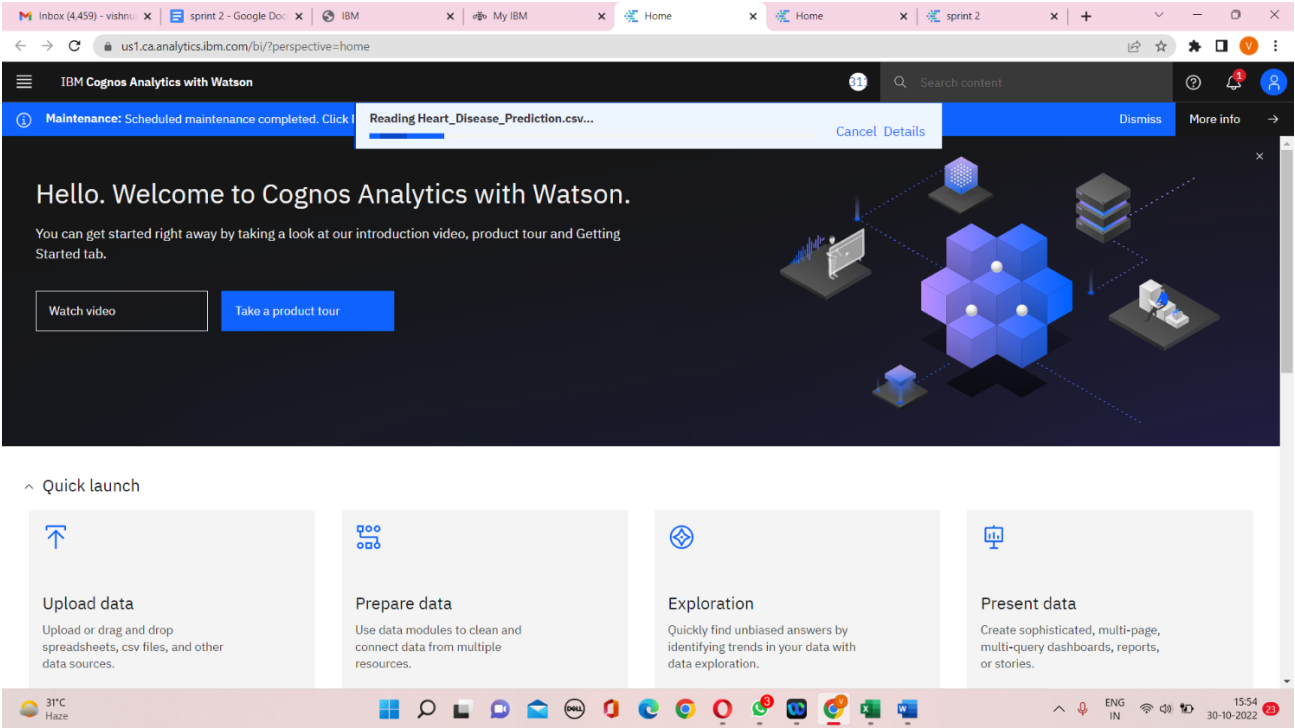 Inbox (4,459) - vishnu
sprint 2 - Google Doc
IBM
My IBM
Home
Home
sprint 2
us1.ca.analytics.ibm.com/bi/?perspective=home
V
IBM Cognos Analytics with Watson
311
Search content
1
Maintenance: Scheduled maintenance completed. Click
Reading Heart_Disease_Prediction.csv...
Cancel Details
Dismiss
More info
Hello. Welcome to Cognos Analytics with Watson.
You can get started right away by taking a look at our introduction video, product tour and Getting
Started tab.
Watch video
Take a product tour
Quick launch
Upload data
Upload or drag and drop
spreadsheets, csv files, and other
data sources.
Prepare data
Use data modules to clean and
connect data from multiple
resources.
Exploration
Quickly find unbiased answers by
identifying trends in your data with
data exploration.
Present data
Create sophisticated, multi-page,
multi-query dashboards, reports,
or stories.
31°C
Haze
DELL
3
ENG
IN
15:54
30-10-2022
23